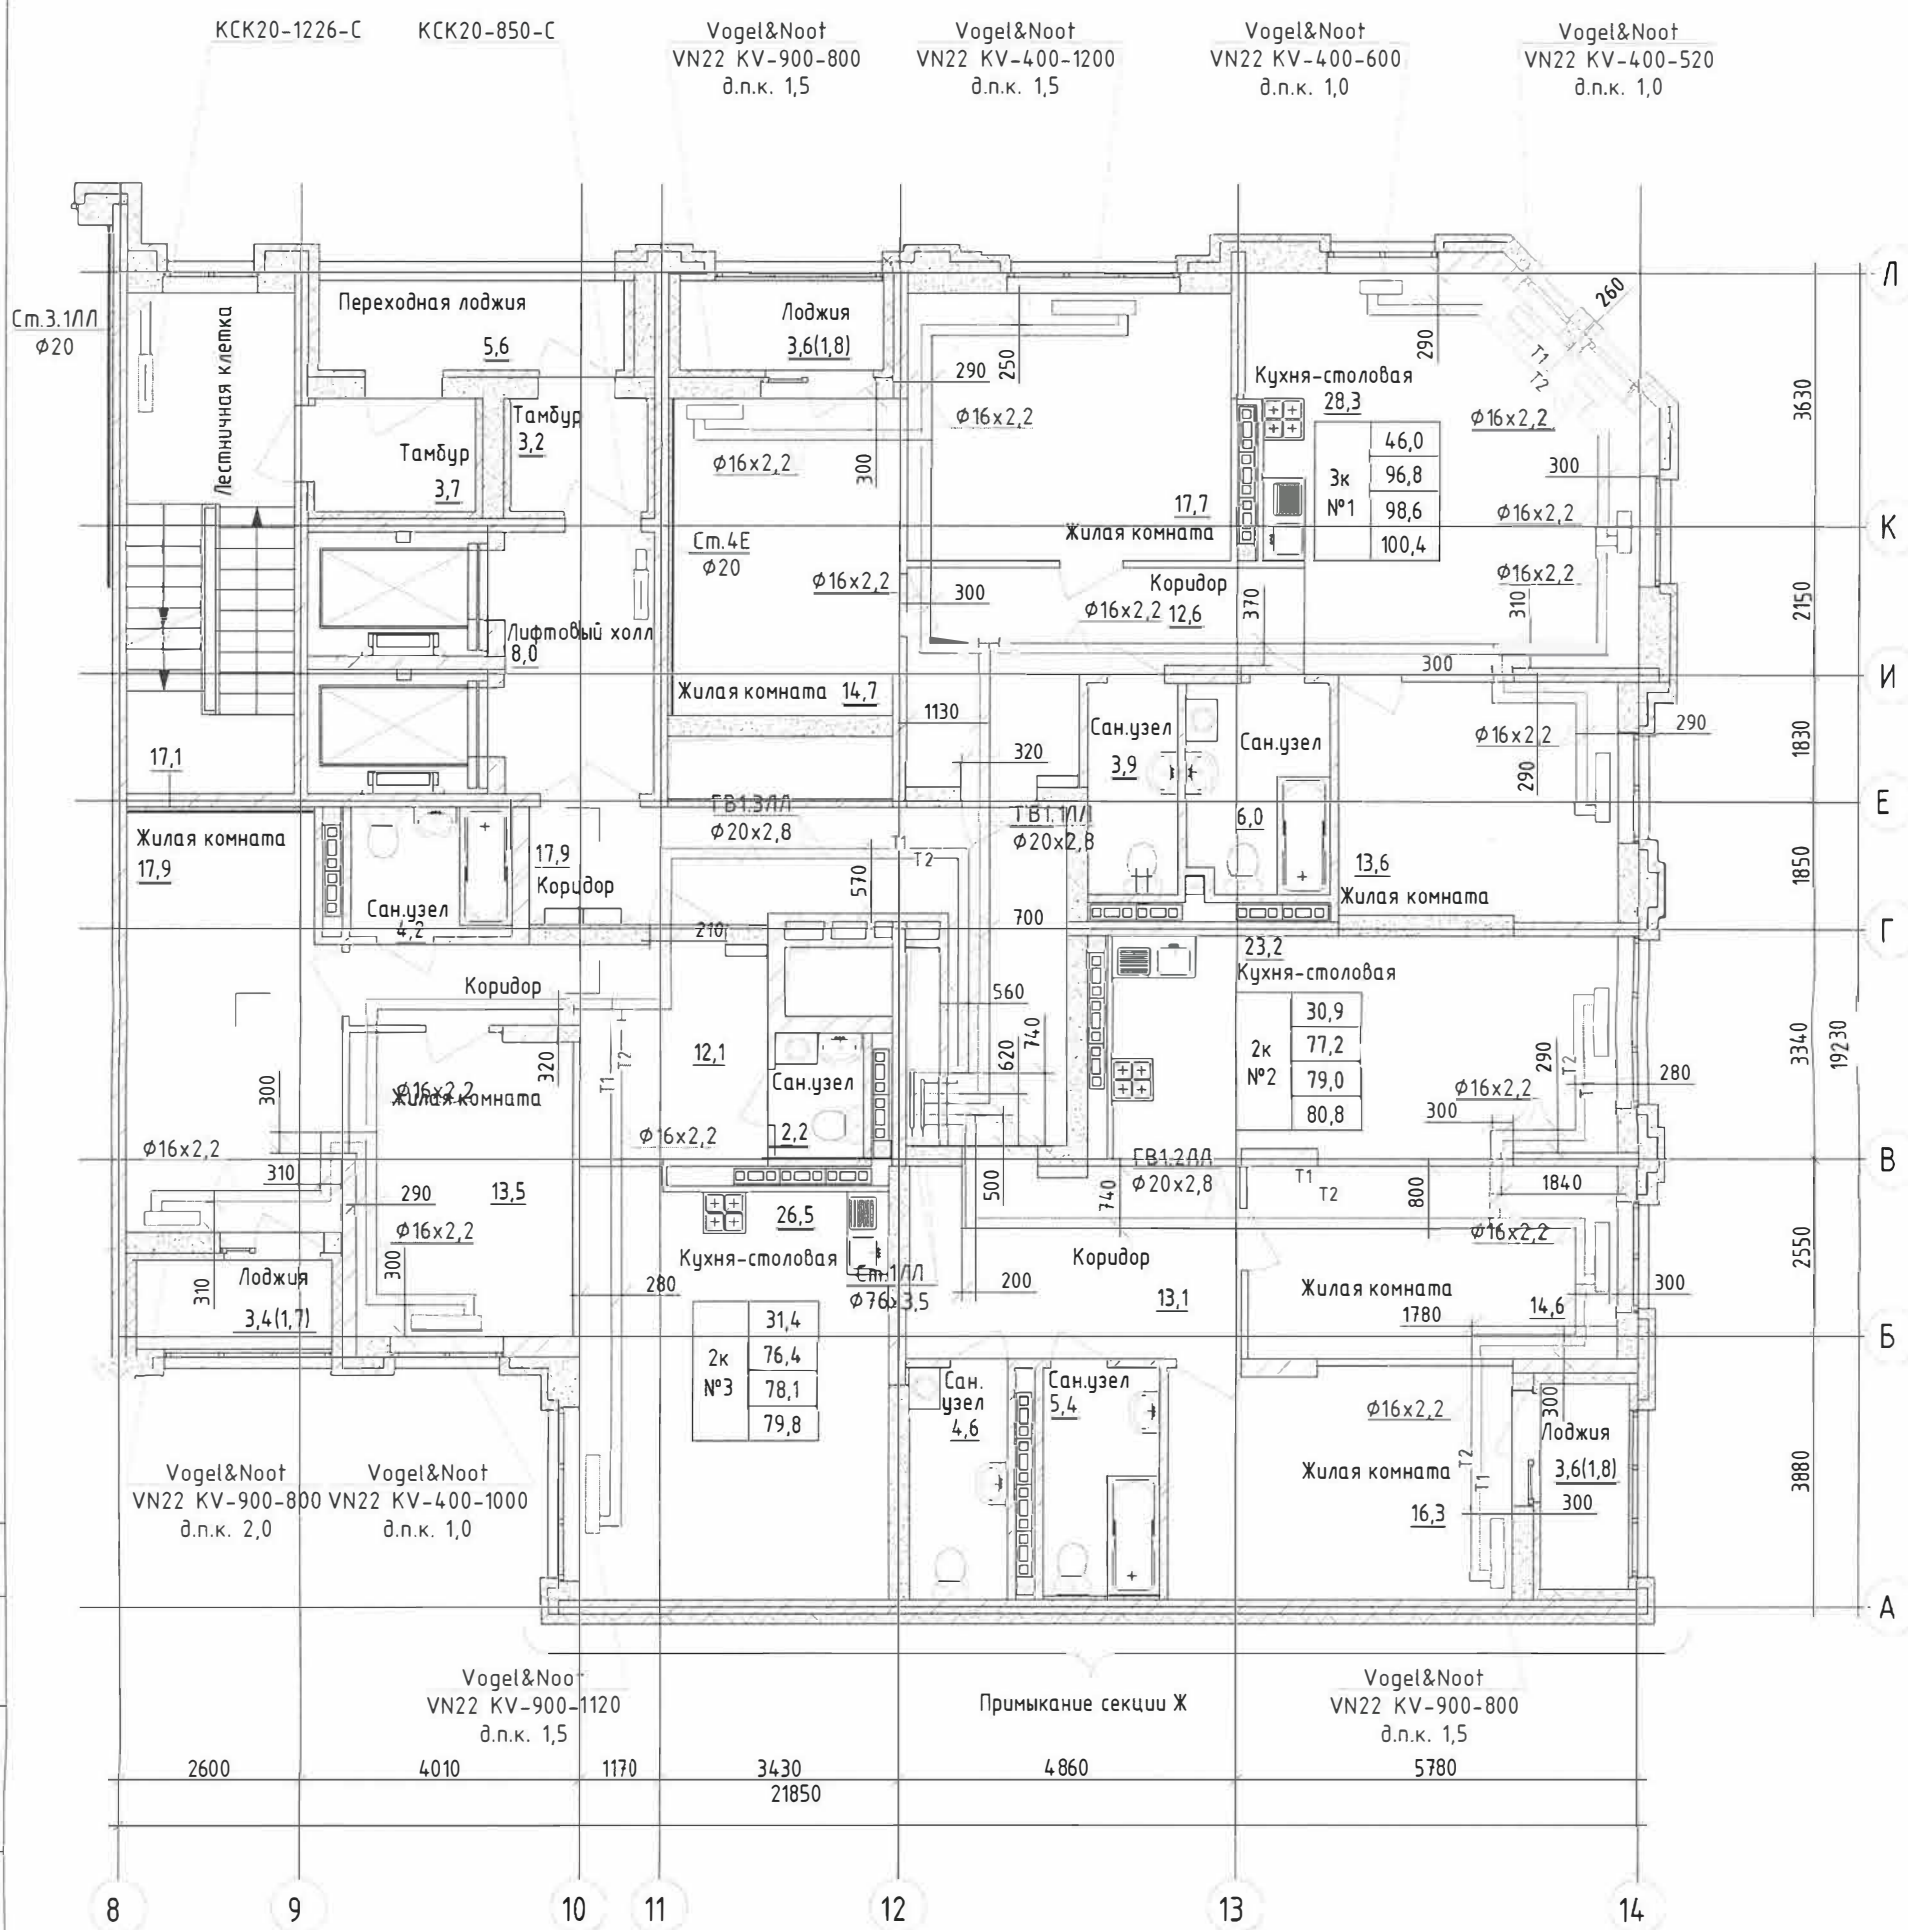 КСК20-1226-С
КСК20-850-С
Vogel&Noot
VN22 KV-900-800
д.п.к. 1,5
Vogel&Noot
VN22 KV-400-1200
д.п.к. 1,5
Vogel&Noot
VN22 KV-400-600
д.п.к. 1,0
Vogel&Noot
VN22 KV-400-520
д.п.к. 1,0
Л
Ст.3.1ЛЛ
ф20
Лестничная клетка
Переходная лоджия
5,6
Лоджия
3,6(1,8)
290
250
290
260
Т1
Т2
Кухня-столовая
28,3
3630
Тамбур
3,2
Тамбур
3,7
ф16х2,2
ф16х2,2
ф16х2,2
300
300
3к
№1
46,0
96,8
98,6
100,4
17,7
Жилая комната
ф16х2,2
К
Ст.4Е
ф20
ф16х2,2
300
Коридор
ф16х2,2 12,6
370
ф16х2,2
310
2150
Лифтовый холл
8,0
300
И
Жилая комната 14,7
1130
Сан.узел
3,9
Сан.узел
ф16х2,2
290
290
1830
17,1
320
Е
ГВ1.3ЛЛ
ф20х2,8
ГВ1.1ЛЛ
ф20х2,8
6,0
Т1
Т2
Жилая комната
17,9
17,9
Коридор
570
13,6
Жилая комната
1850
Сан.узел
4,2
210
700
Г
23,2
Кухня-столовая
Коридор
560
2к
№2
30,9
77,2
79,0
80,8
12,1
740
620
290
Т2
Т1
280
3340
19230
320
Т1
Т2
300
ф16х2,2
Жилая комната
Сан.узел
2,2
ф16х2,2
300
ф16х2,2
ф16х2,2
В
310
290
13,5
500
740
ГВ1.2ЛЛ
ф20х2,8
Т1
Т2
800
1840
26,5
ф16х2,2
Кухня-столовая
ф16х2,2
2550
Лоджия
3,4(1,7)
310
300
280
Ст.1ЛЛ
ф76х3,5
200
Коридор
13,1
Жилая комната
14,6
1780
300
Б
2к
№3
31,4
76,4
78,1
79,8
Сан.
узел
4,6
Сан.узел
5,4
ф16х2,2
300
Лоджия
3,6(1,8)
300
Т2
Т1
Жилая комната
16,3
3880
Vogel&Noot
VN22 KV-900-800
д.п.к. 2,0
Vogel&Noot
VN22 KV-400-1000
д.п.к. 1,0
А
Vogel&Noot
VN22 KV-900-1120
д.п.к. 1,5
Примыкание секции Ж
Vogel&Noot
VN22 KV-900-800
д.п.к. 1,5
2600
4010
1170
3430
4860
5780
21850
8
9
10
11
12
13
14